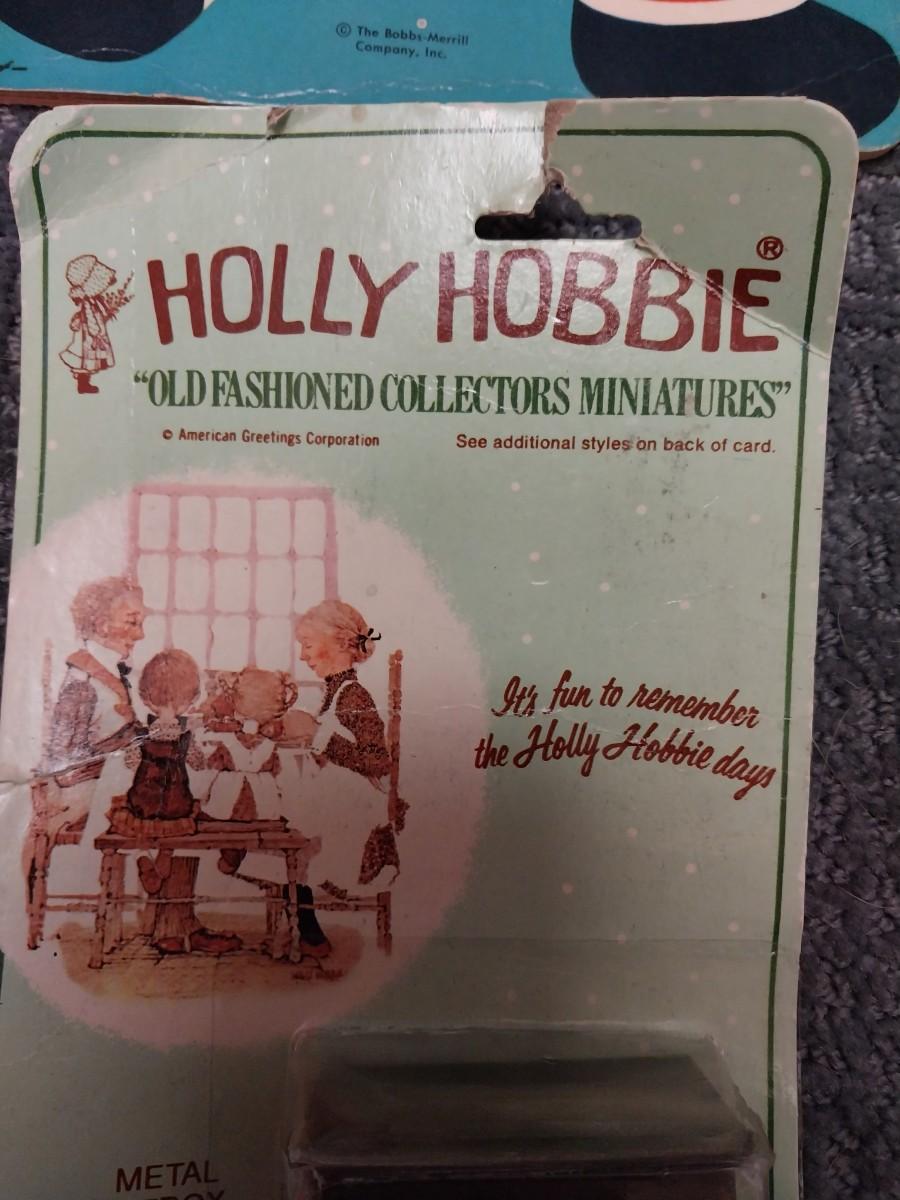 © The Bobbs-Merrill
Company, Inc.
HOLLY HOBBIE®
"OLD FASHIONED COLLECTORS MINIATURES"
© American Greetings Corporation
See additional styles on back of card.
It's fun to remember
the Holly Hobbie days
METAL